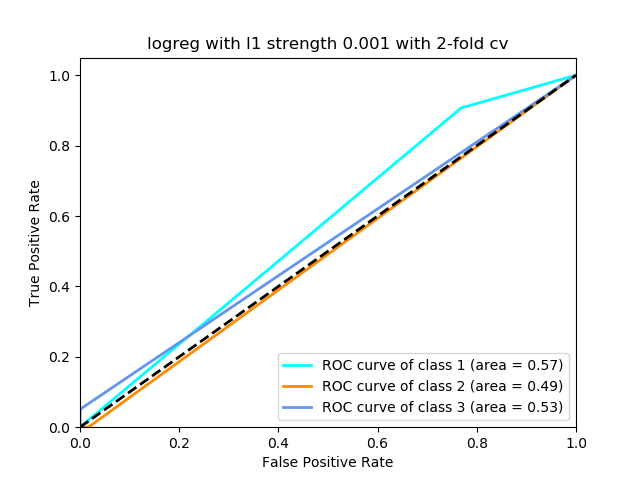 logreg with l1 strength 0.001 with 2-fold cv
1.0
0.8
0.6
0.4
0.2
0.0
True Positive Rate
ROC curve of class 1 (area = 0.57)
ROC curve of class 2 (area = 0.49)
ROC curve of class 3 (area = 0.53)
0.0 0.2 0.4 0.6 0.8 1.0
False Positive Rate